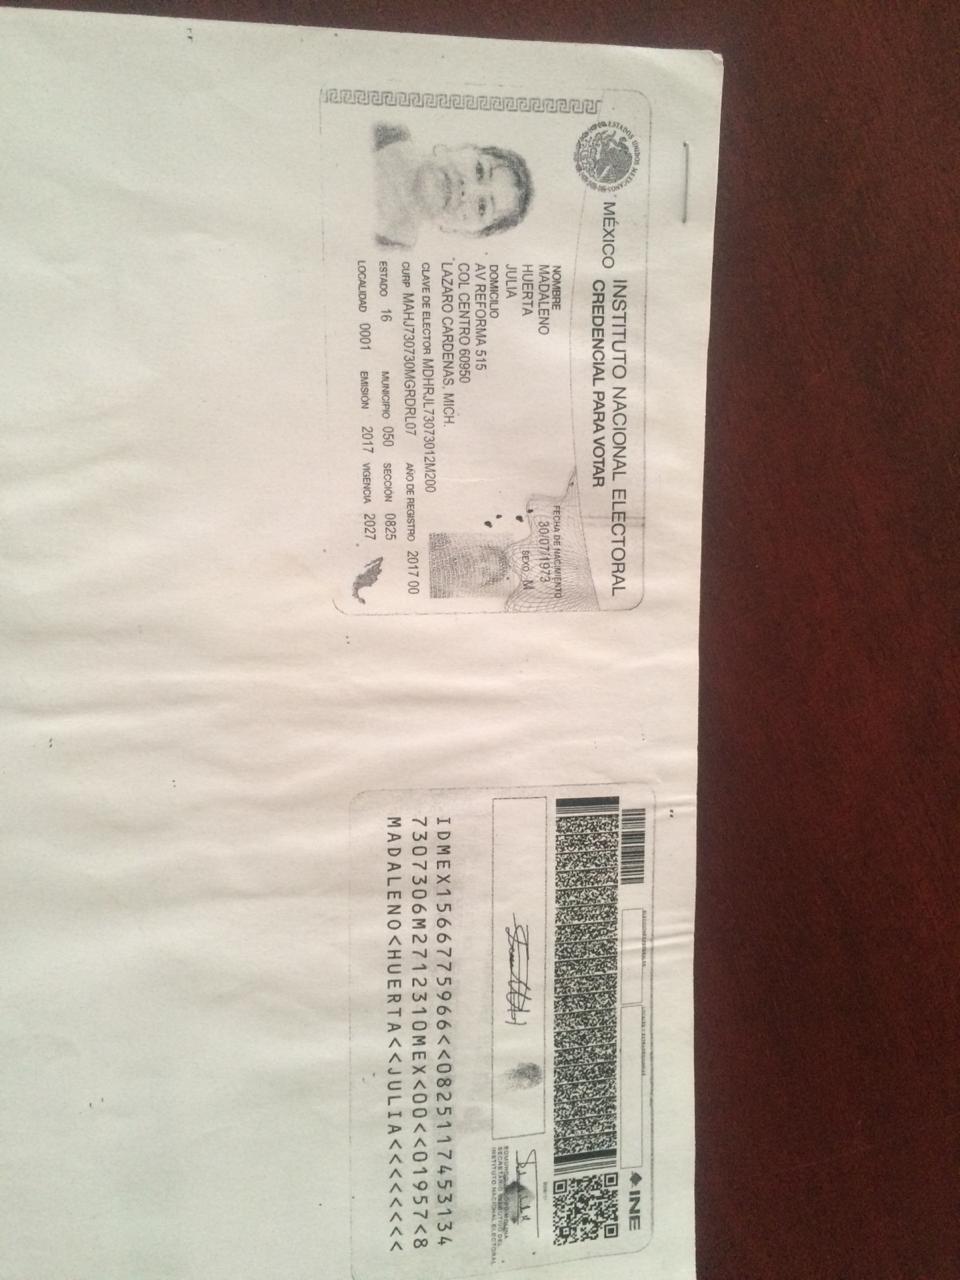 MÉXICO
INSTITUTO NACIONAL ELECTORAL
CREDENCIAL PARA VOTAR
ESTADOS UNIDOS MEXICANOS
NOMBRE
MADALENO
HUERTA
JULIA
FECHA DE NACIMIENTO
30/07/1973
SEXO M
DOMICILIO
AV REFORMA 515
COL CENTRO 60950
LAZARO CARDENAS, MICH.
CLAVE DE ELECTOR MDHRJL73073012M200
CURP MAHJ730730MGRDRL07 AÑO DE REGISTRO 2017 00
ESTADO 16 MUNICIPIO 050 SECCIÓN 0825
LOCALIDAD 0001 EMISIÓN 2017 VIGENCIA 2027
ELECCIONES FEDERALES
LOCALES Y EXTRAORDINARIAS
INE
EDMUNDO JACOBO MOLINA
SECRETARIO EJECUTIVO DEL
INSTITUTO NACIONAL ELECTORAL
IDMEX1566775966<<0825117453134
7307306M2712310MEX<00<<01957<8
MADALENO<HUERTA<<JULIA<<<<<<<<